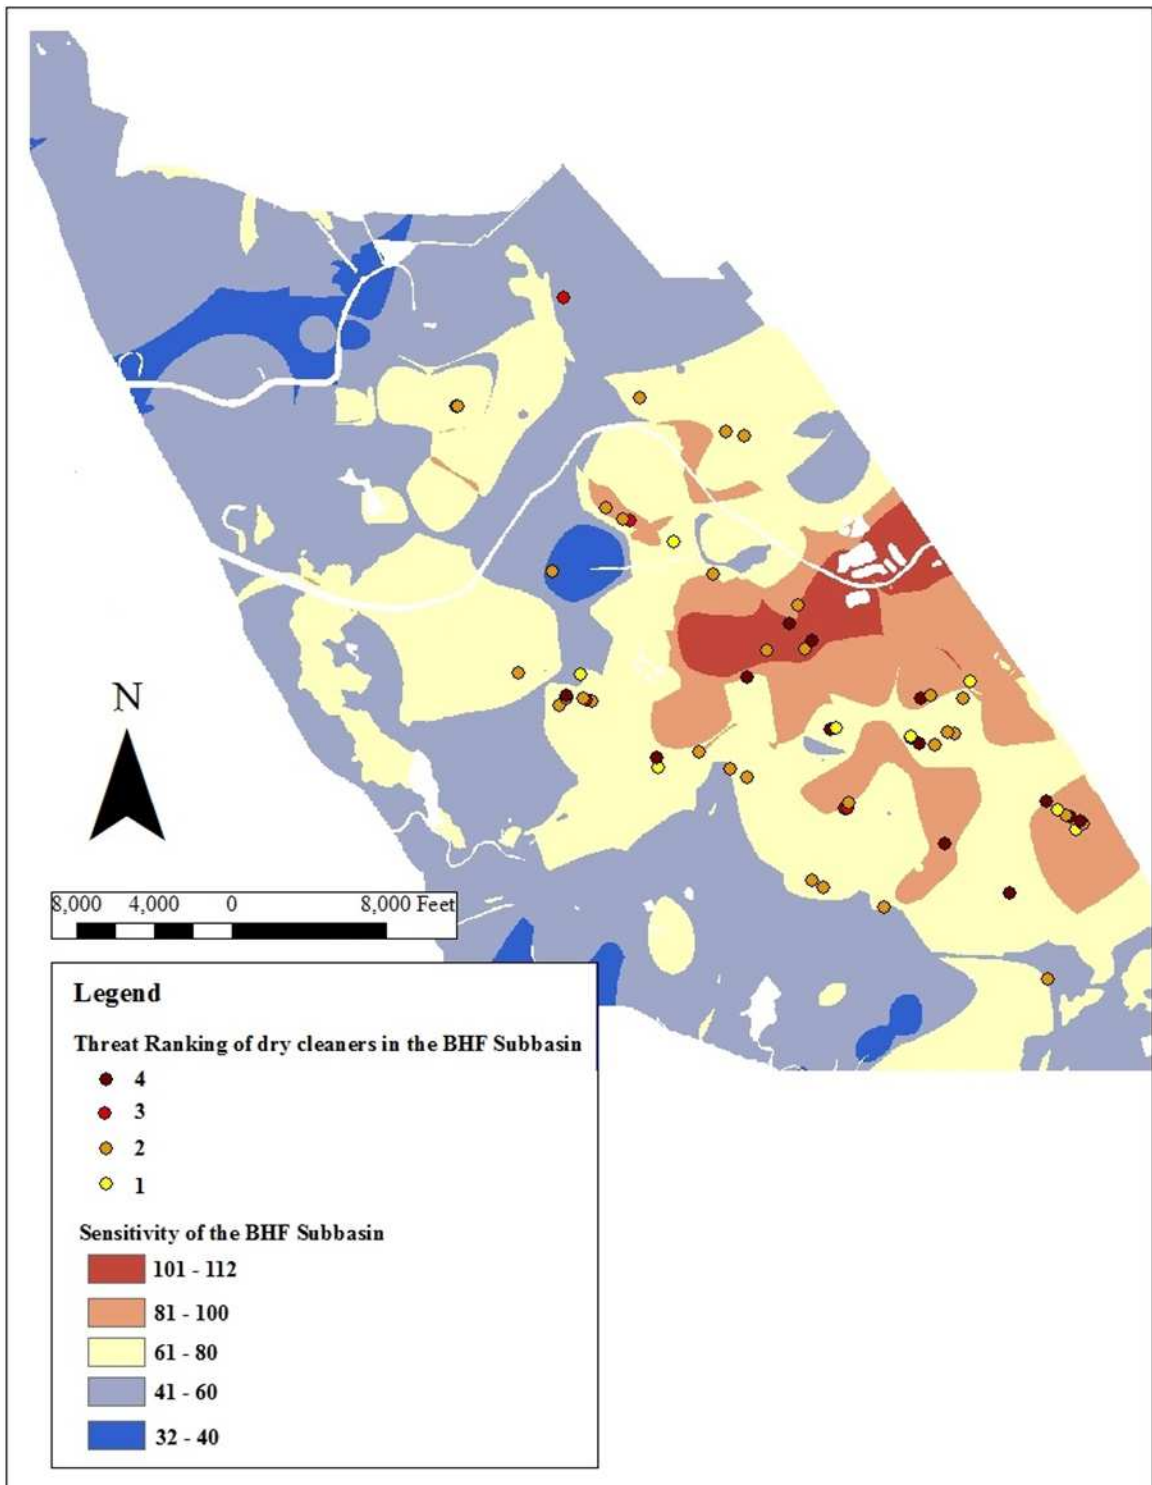 N
8,000 4,000 0 8,000 Feet
Legend
Threat Ranking of dry cleaners in the BHF Subbasin
4
3
2
1
Sensitivity of the BHF Subbasin
101 - 112
81 - 100
61 - 80
41 - 60
32 - 40